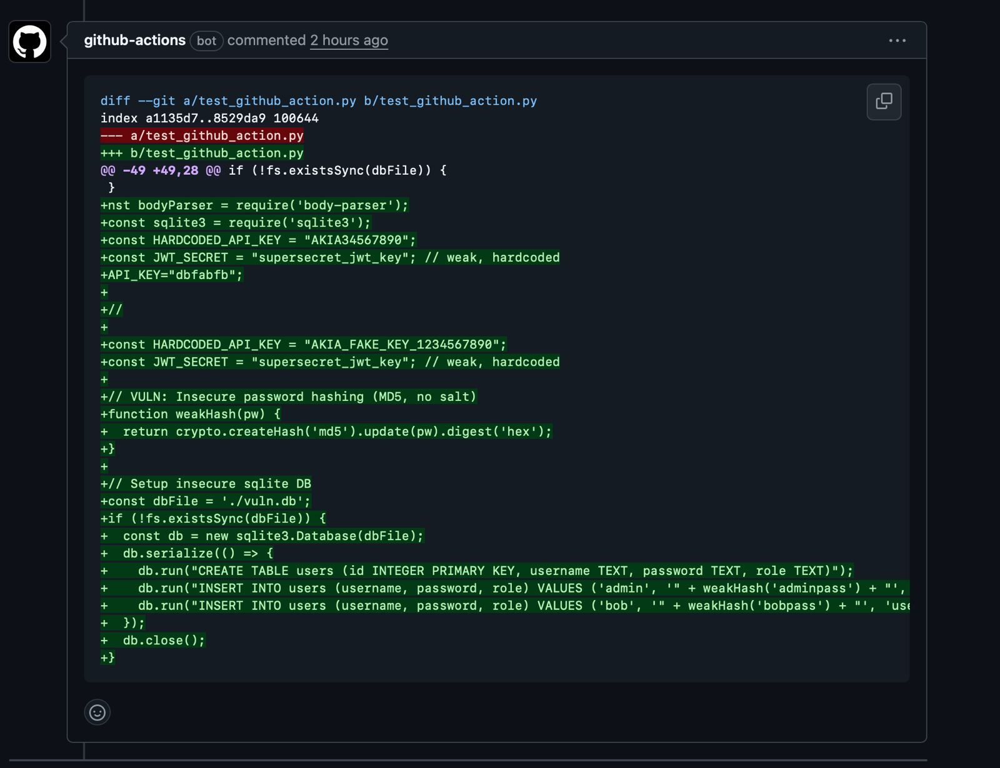 github-actions bot commented 2 hours ago
diff --git a/test_github_action.py b/test_github_action.py
index a1135d7..8529da9 100644
--- a/test_github_action.py
+++ b/test_github_action.py
@@ -49 +49,28 @@ if (!fs.existsSync(dbFile)) {
 }
+nst bodyParser = require('body-parser');
+const sqlite3 = require('sqlite3');
+const HARDCODED_API_KEY = "AKIA34567890";
+const JWT_SECRET = "supersecret_jwt_key"; // weak, hardcoded
+API_KEY="dbfabfb";
+
+//
+
+const HARDCODED_API_KEY = "AKIA_FAKE_KEY_1234567890";
+const JWT_SECRET = "supersecret_jwt_key"; // weak, hardcoded
+
+// VULN: Insecure password hashing (MD5, no salt)
+function weakHash(pw) {
+  return crypto.createHash('md5').update(pw).digest('hex');
+}
+
+// Setup insecure sqlite DB
+const dbFile = './vuln.db';
+if (!fs.existsSync(dbFile)) {
+  const db = new sqlite3.Database(dbFile);
+  db.serialize(() => {
+    db.run("CREATE TABLE users (id INTEGER PRIMARY KEY, username TEXT, password TEXT, role TEXT)");
+    db.run("INSERT INTO users (username, password, role) VALUES ('admin', '" + weakHash('adminpass') + "',
+    db.run("INSERT INTO users (username, password, role) VALUES ('bob', '" + weakHash('bobpass') + "', 'use
+  });
+  db.close();
+}